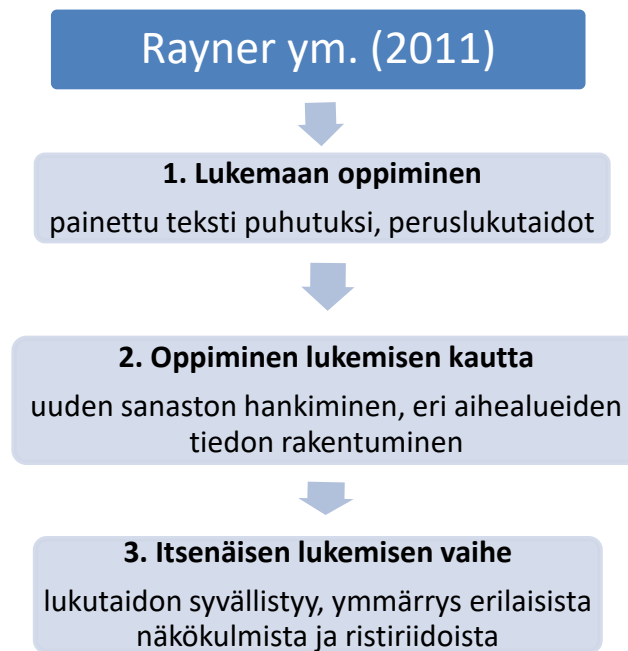 Rayner ym. (2011)
1. Lukemaan oppiminen
painettu teksti puhutuksi, peruslukutaidot
2. Oppiminen lukemisen kautta
uuden sanaston hankiminen, eri aihealueiden
tiedon rakentuminen
3. Itsenäisen lukemisen vaihe
lukutaidon syvällistyy, ymmärrys erilaisista
näkökulmista ja ristiriidoista